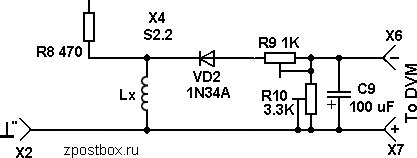 X4
S2.2
R8 470
R9 1K
X6
VD2
1N34A
Lx
R10
3.3K
C9
100 uF
+
To DVM
L"
X2
X7
zpostbox.ru